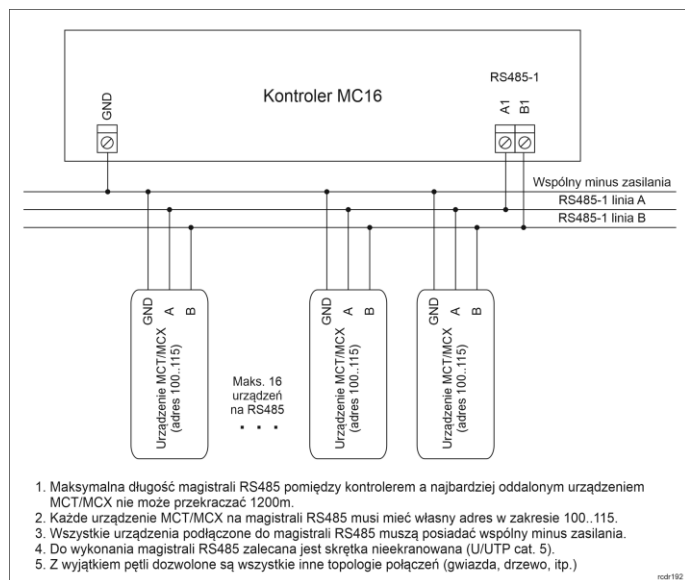 Kontroler MC16
RS485-1
GND
A1
B1
Wspólny minus zasilania
RS485-1 linia A
RS485-1 linia B
GND
A
B
Urządzenie MCT/MCX
(adres 100..115)
Maks. 16
urządzeń
na RS485
GND
A
B
Urządzenie MCT/MCX
(adres 100..115)
GND
A
B
Urządzenie MCT/MCX
(adres 100..115)
1. Maksymalna długość magistrali RS485 pomiędzy kontrolerem a najbardziej oddalonym urządzeniem
MCT/MCX nie może przekraczać 1200m.
2. Każde urządzenie MCT/MCX na magistrali RS485 musi mieć własny adres w zakresie 100..115.
3. Wszystkie urządzenia podłączone do magistrali RS485 muszą posiadać wspólny minus zasilania.
4. Do wykonania magistrali RS485 zalecana jest skrętka nieekranowana (U/UTP cat. 5).
5. Z wyjątkiem pętli dozwolone są wszystkie inne topologie połączeń (gwiazda, drzewo, itp.)
rodr192